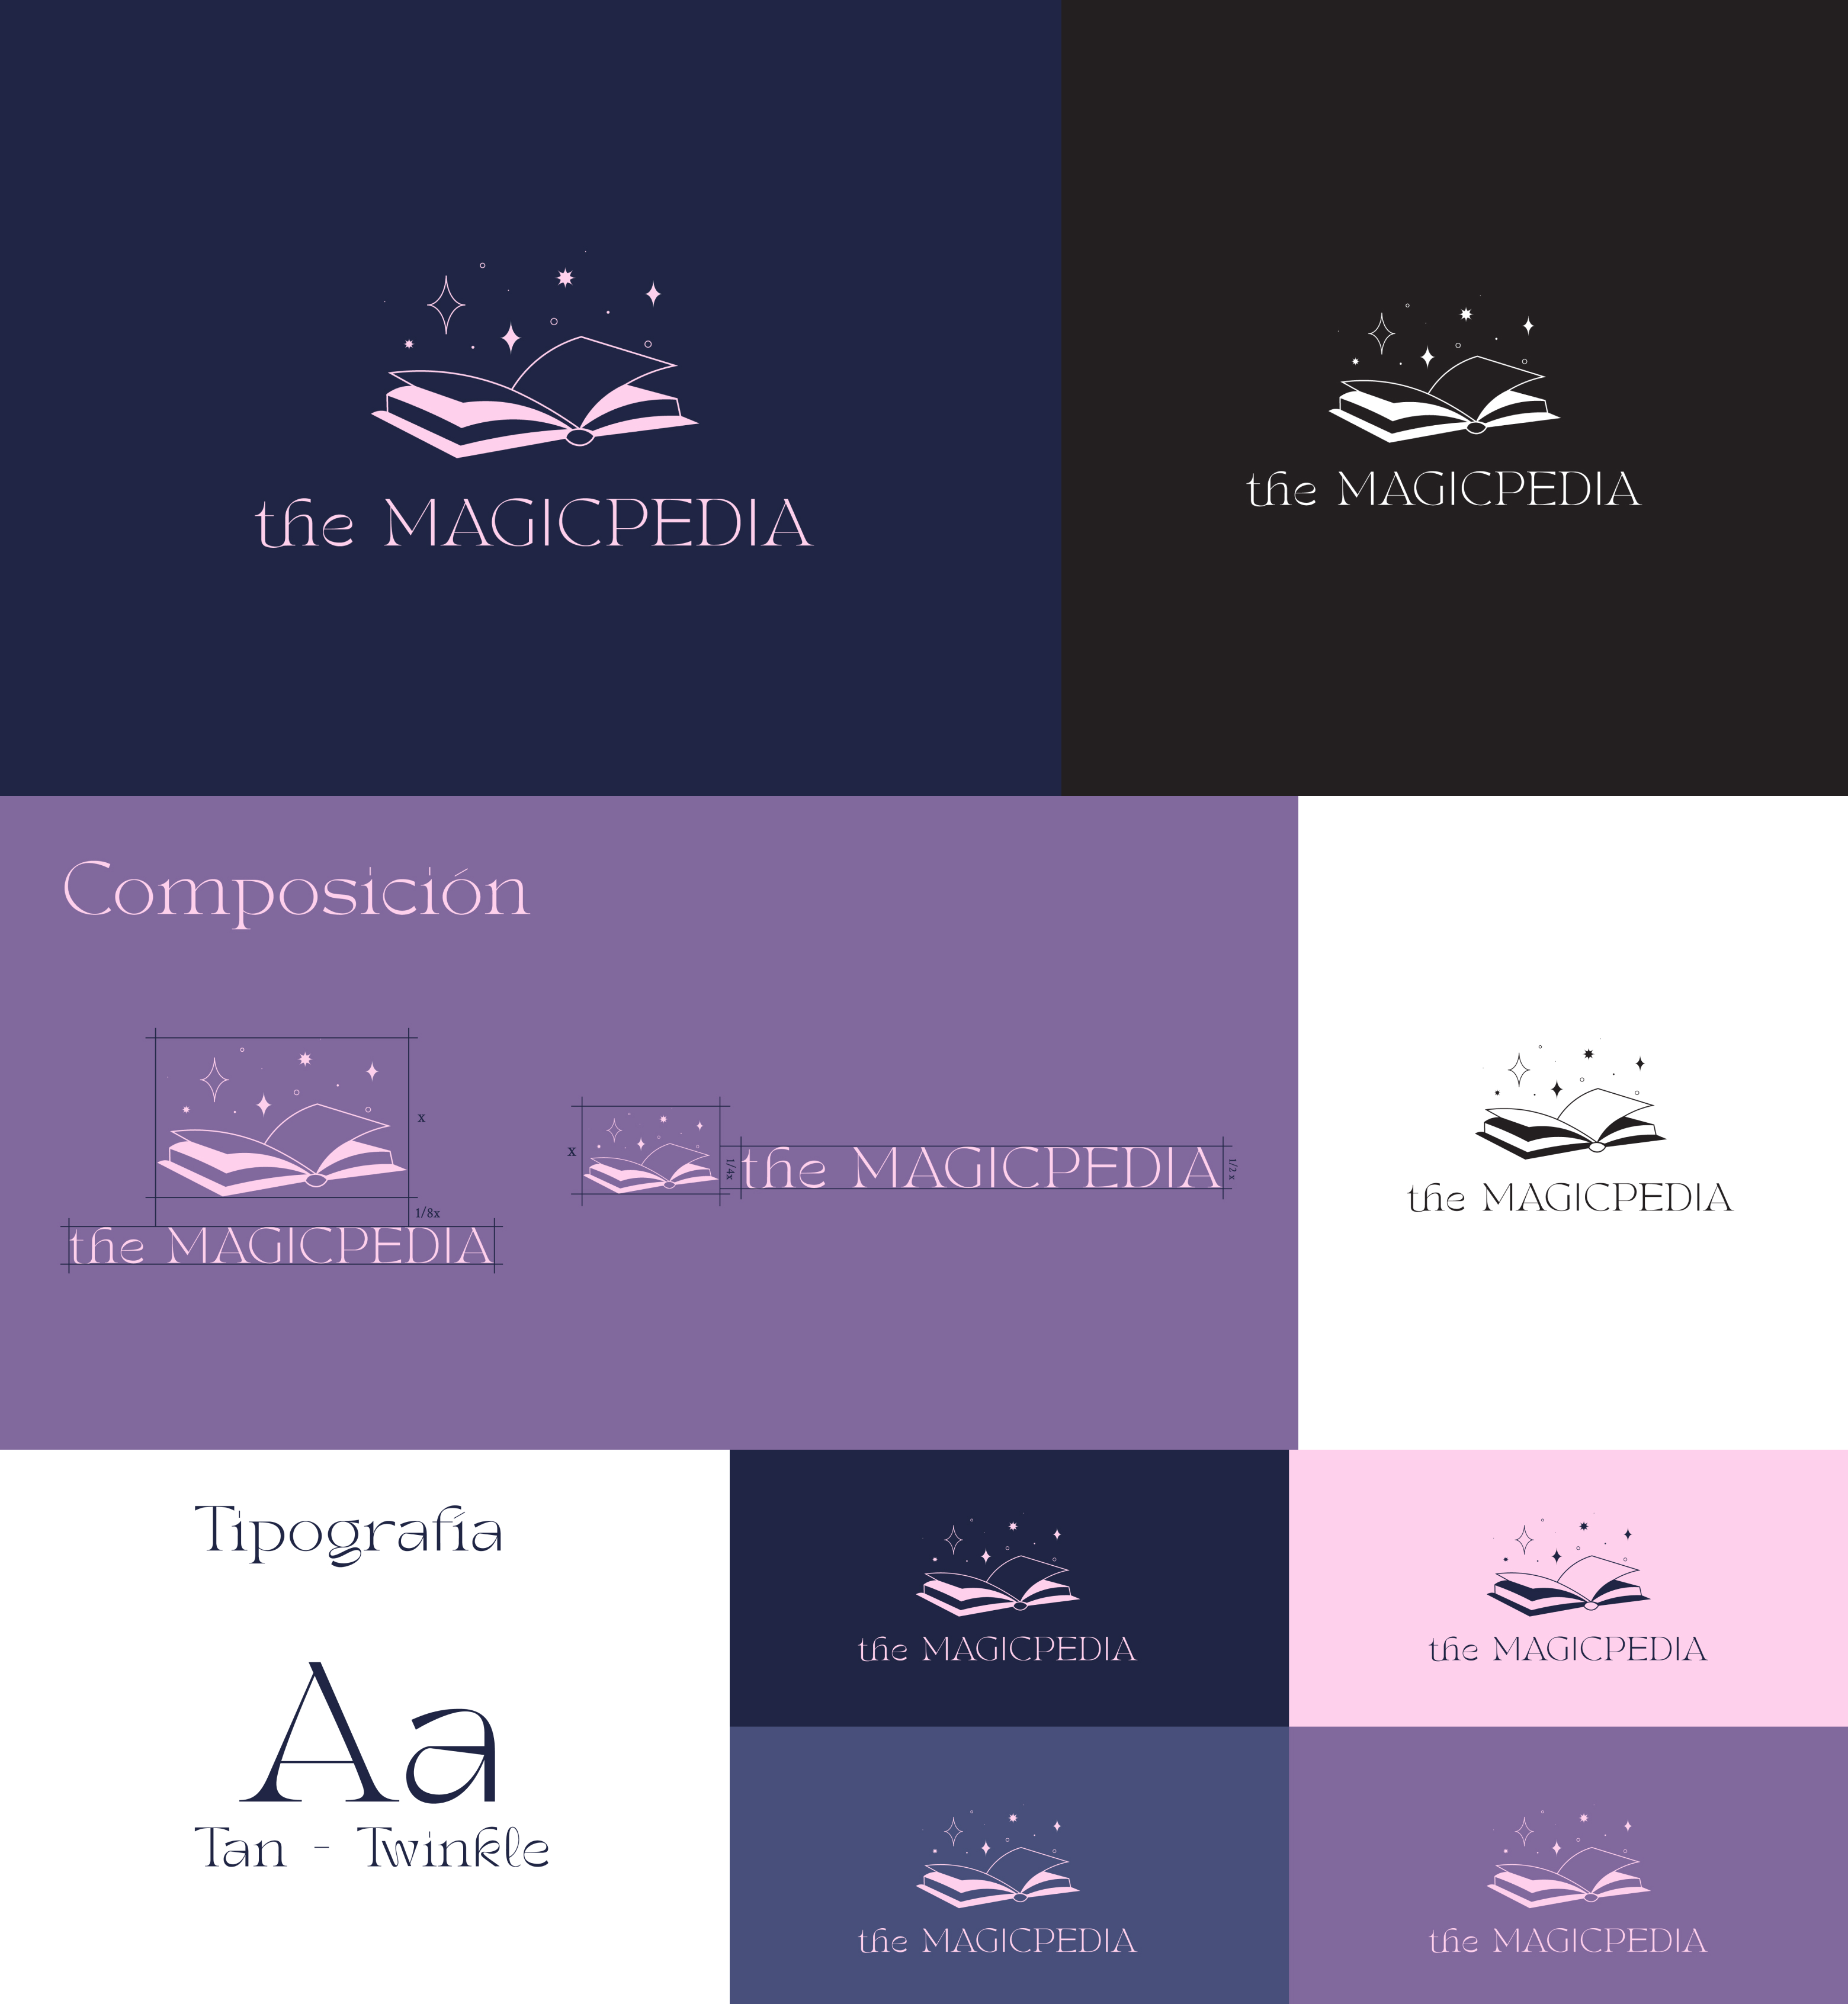 the MAGICPEDIA
the MAGICPEDIA
Composición
x
1/8x
the MAGICPEDIA
x
1/4x
the MAGICPEDIA
1/2 x
the MAGICPEDIA
Tipografía
Aa
Tan - Twinkle
the MAGICPEDIA
the MAGICPEDIA
the MAGICPEDIA
the MAGICPEDIA